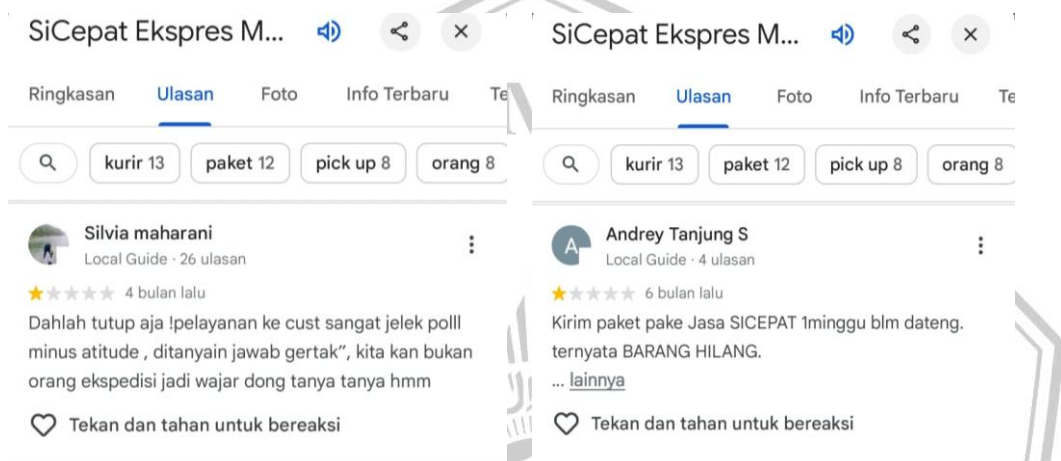 SiCepat Ekspres M...
Ringkasan Ulasan Foto Info Terbaru Te
kurir 13 paket 12 pick up 8 orang 8
Silvia maharani
Local Guide · 26 ulasan
4 bulan lalu
Dahlah tutup aja !pelayanan ke cust sangat jelek polll
minus atitude , ditanyain jawab gertak”, kita kan bukan
orang ekspedisi jadi wajar dong tanya tanya hmm
Tekan dan tahan untuk bereaksi
SiCepat Ekspres M...
Ringkasan Ulasan Foto Info Terbaru Te
kurir 13 paket 12 pick up 8 orang 8
A
Andrey Tanjung S
Local Guide · 4 ulasan
6 bulan lalu
Kirim paket pake Jasa SICEPAT 1minggu blm dateng.
ternyata BARANG HILANG.
... lainnya
Tekan dan tahan untuk bereaksi